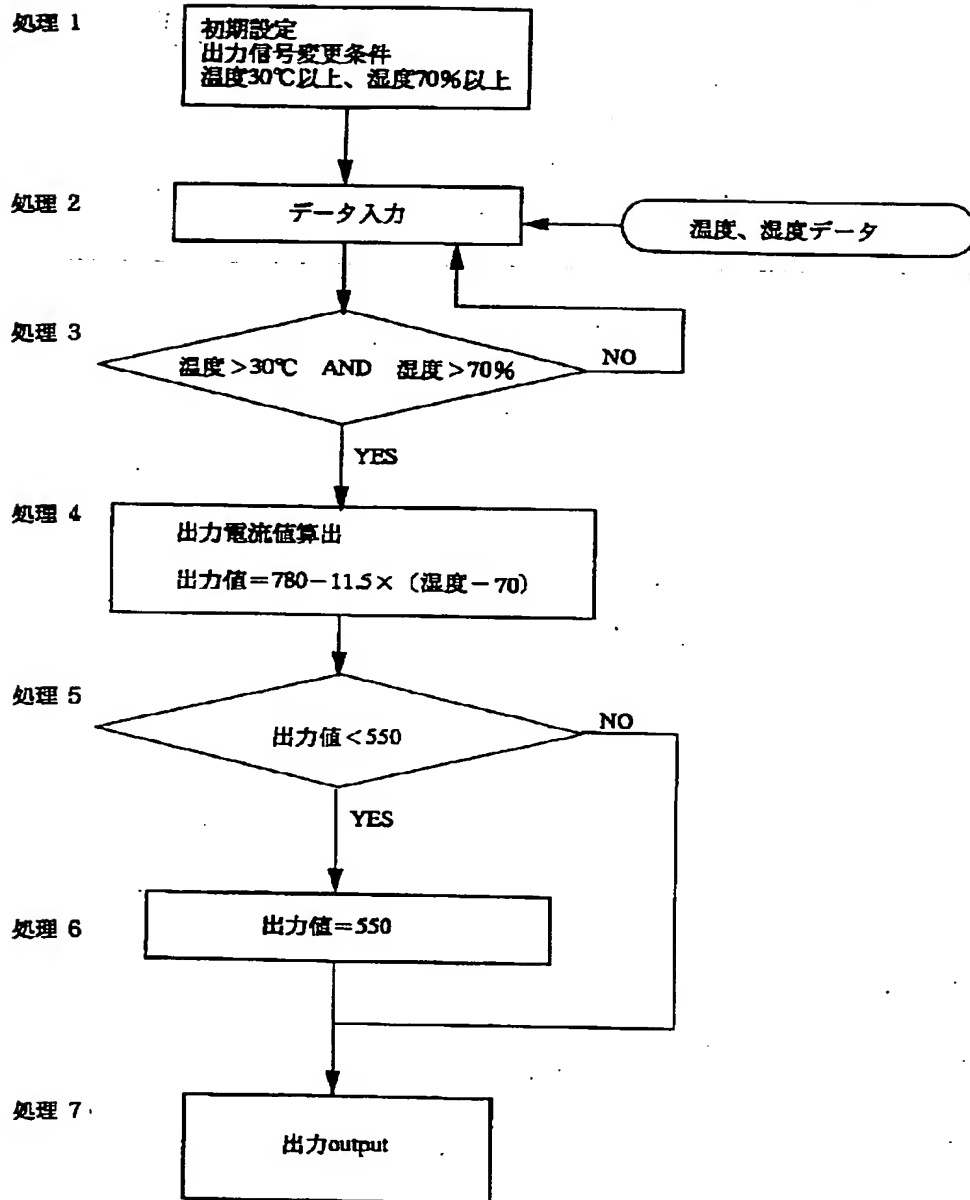 処理 1
初期設定
出力信号変更条件
温度30℃以上、湿度70%以上
処理 2
データ入力
温度、湿度データ
処理 3
温度>30℃ AND 湿度>70%
NO
YES
処理 4
出力電流値算出
出力値=780-11.5×(湿度-70)
処理 5
出力値<550
NO
YES
処理 6
出力値=550
処理 7
出力output